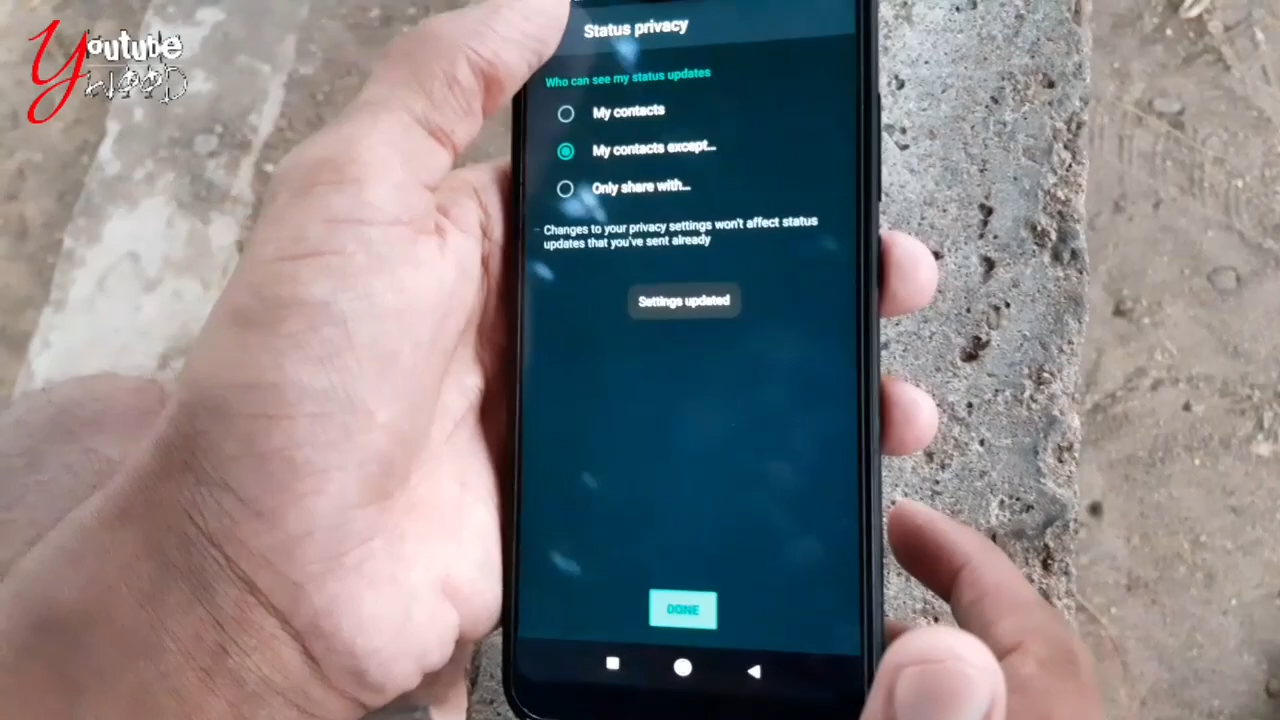 Youtube
WOOD
Status privacy
Who can see my status updates
My contacts
My contacts except...
Only share with...
Changes to your privacy settings won't affect status
updates that you've sent already
Settings updated
DONE